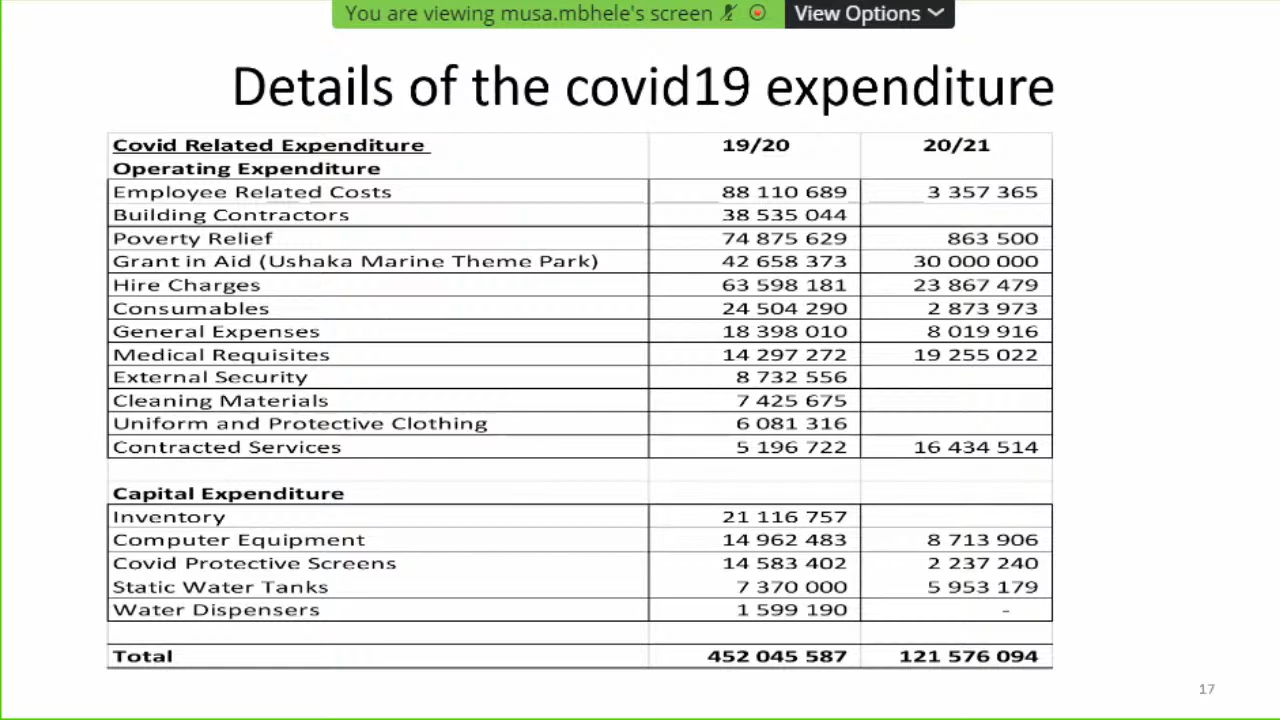 You are viewing musa.mbhele's screen View Options
Details of the covid19 expenditure
Covid Related Expenditure 19/20 20/21
Operating Expenditure
Employee Related Costs 88 110 689 3 357 365
Building Contractors 38 535 044
Poverty Relief 74 875 629 863 500
Grant in Aid (Ushaka Marine Theme Park) 42 658 373 30 000 000
Hire Charges 63 598 181 23 867 479
Consumables 24 504 290 2 873 973
General Expenses 18 398 010 8 019 916
Medical Requisites 14 297 272 19 255 022
External Security 8 732 556
Cleaning Materials 7 425 675
Uniform and Protective Clothing 6 081 316
Contracted Services 5 196 722 16 434 514
Capital Expenditure
Inventory 21 116 757
Computer Equipment 14 962 483 8 713 906
Covid Protective Screens 14 583 402 2 237 240
Static Water Tanks 7 370 000 5 953 179
Water Dispensers 1 599 190 -
Total 452 045 587 121 576 094
17